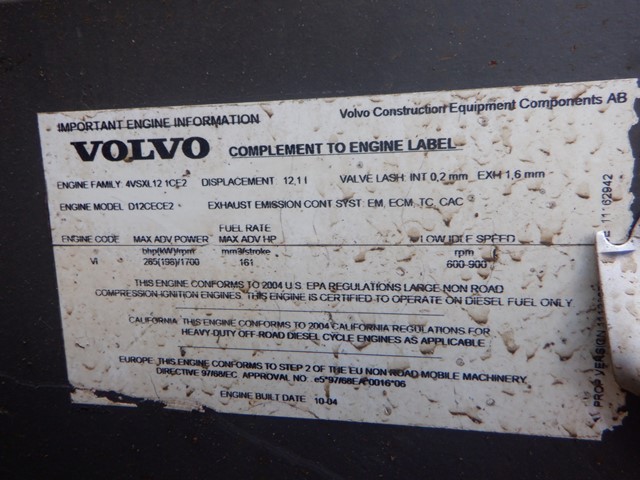 IMPORTANT ENGINE INFORMATION
Volvo Construction Equipment Components AB
VOLVO COMPLEMENT TO ENGINE LABEL
ENGINE FAMILY: 4VSXL12.1CE2 DISPLACEMENT: 12,1 l VALVE LASH: INT 0,2 mm EXH 1,6 mm
ENGINE MODEL: D12CECE2 EXHAUST EMISSION CONT SYST: EM, ECM, TC, CAC
ENGINE CODE MAX ADV POWER FUEL RATE MAX ADV HP LOW IDLE SPEED
bhp(kW)/rpm mm3/stroke rpm
VI 265(198)/1700 161 600-900
THIS ENGINE CONFORMS TO 2004 U.S. EPA REGULATIONS LARGE NON ROAD
COMPRESSION-IGNITION ENGINES. THIS ENGINE IS CERTIFIED TO OPERATE ON DIESEL FUEL ONLY
CALIFORNIA: THIS ENGINE CONFORMS TO 2004 CALIFORNIA REGULATIONS FOR
HEAVY-DUTY OFF-ROAD DIESEL CYCLE ENGINES AS APPLICABLE
EUROPE: THIS ENGINE CONFORMS TO STEP 2 OF THE EU NON ROAD MOBILE MACHINERY
DIRECTIVE 97/68/EC. APPROVAL NO.: e5*97/68EA*0016*06
ENGINE BUILT DATE 10-04
11162942
PROP VERSION